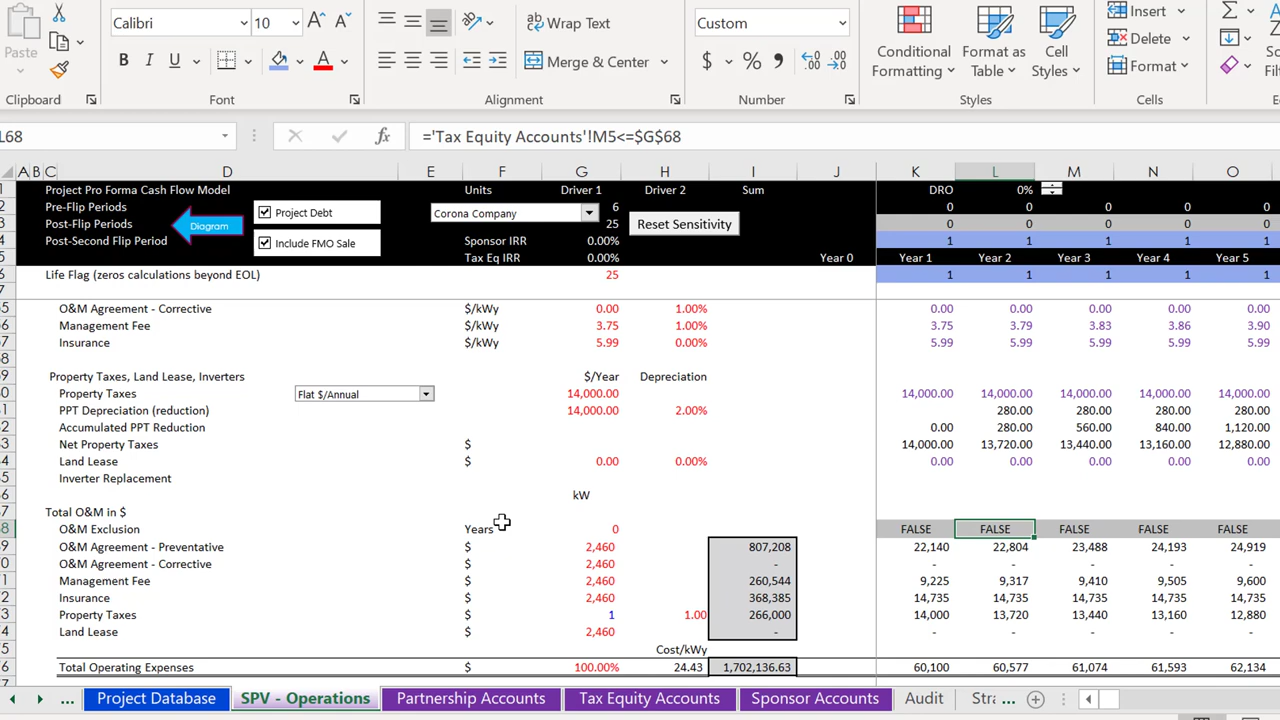 Calibri 10 Wrap Text Custom Insert
Paste B I U A Merge & Center $ % Conditional Formatting Format as Table Cell Styles Delete Format
Clipboard Font Alignment Number Styles Cells
L68 fx ='Tax Equity Accounts'!M5<=$G$68
A B C D E F G H I J K L M N O
Project Pro Forma Cash Flow Model Units Driver 1 Driver 2 Sum DRO 0%
Pre-Flip Periods Project Debt 6 0 0 0 0 0
Post-Flip Periods Diagram Corona Company 25 Reset Sensitivity 0 0 0 0 0
Post-Second Flip Period Include FMO Sale Sponsor IRR 0.00% 1 1 1 1 1
Tax Eq IRR 0.00% Year 0 Year 1 Year 2 Year 3 Year 4 Year 5
Life Flag (zeros calculations beyond EOL) 25 1 1 1 1 1
O&M Agreement - Corrective $/kWy 0.00 1.00% 0.00 0.00 0.00 0.00 0.00
Management Fee $/kWy 3.75 1.00% 3.75 3.79 3.83 3.86 3.90
Insurance $/kWy 5.99 0.00% 5.99 5.99 5.99 5.99 5.99
Property Taxes, Land Lease, Inverters $/Year Depreciation
Property Taxes Flat $/Annual 14,000.00 14,000.00 14,000.00 14,000.00 14,000.00 14,000.00
PPT Depreciation (reduction) 14,000.00 2.00% 280.00 280.00 280.00 280.00
Accumulated PPT Reduction 0.00 280.00 560.00 840.00 1,120.00
Net Property Taxes $ 14,000.00 13,720.00 13,440.00 13,160.00 12,880.00
Land Lease $ 0.00 0.00% 0.00 0.00 0.00 0.00 0.00
Inverter Replacement
kW
Total O&M in $
O&M Exclusion Years 0 FALSE FALSE FALSE FALSE FALSE
O&M Agreement - Preventative $ 2,460 807,208 22,140 22,804 23,488 24,193 24,919
O&M Agreement - Corrective $ 2,460 - - - - - -
Management Fee $ 2,460 260,544 9,225 9,317 9,410 9,505 9,600
Insurance $ 2,460 368,385 14,735 14,735 14,735 14,735 14,735
Property Taxes $ 1 1.00 266,000 14,000 13,720 13,440 13,160 12,880
Land Lease $ 2,460 - - - - - -
Cost/kWy
Total Operating Expenses $ 100.00% 24.43 1,702,136.63 60,100 60,577 61,074 61,593 62,134
... Project Database SPV - Operations Partnership Accounts Tax Equity Accounts Sponsor Accounts Audit Stra ...